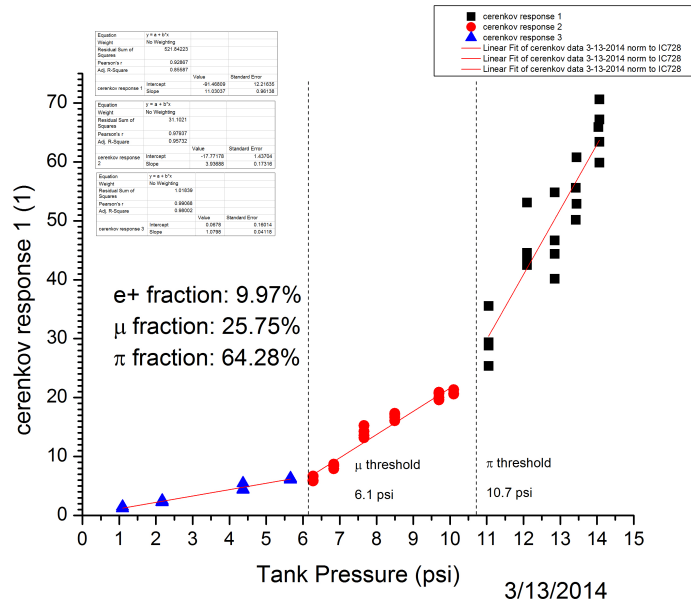 cerenkov response 1
cerenkov response 2
cerenkov response 3
Linear Fit of cerenkov data 3-13-2014 norm to IC728
Linear Fit of cerenkov data 3-13-2014 norm to IC728
Linear Fit of cerenkov data 3-13-2014 norm to IC728
Equation y = a + b*x
Weight No Weighting
Residual Sum of Squares 521.84223
Pearson's r 0.92867
Adj. R-Square 0.85587
Value Standard Error
cerenkov response 1 Intercept -91.46809 12.21635
Slope 11.03037 0.96138
Equation y = a + b*x
Weight No Weighting
Residual Sum of Squares 31.1021
Pearson's r 0.97937
Adj. R-Square 0.95732
Value Standard Error
cerenkov response 2 Intercept -17.77178 1.43704
Slope 3.93688 0.17316
Equation y = a + b*x
Weight No Weighting
Residual Sum of Squares 1.01839
Pearson's r 0.99088
Adj. R-Square 0.98002
Value Standard Error
cerenkov response 3 Intercept 0.0678 0.16014
Slope 1.0798 0.04116
e+ fraction: 9.97%
μ fraction: 25.75%
π fraction: 64.28%
μ threshold
6.1 psi
π threshold
10.7 psi
cerenkov response 1 (1)
70
60
50
40
30
20
10
0
0 1 2 3 4 5 6 7 8 9 10 11 12 13 14 15
Tank Pressure (psi)
3/13/2014